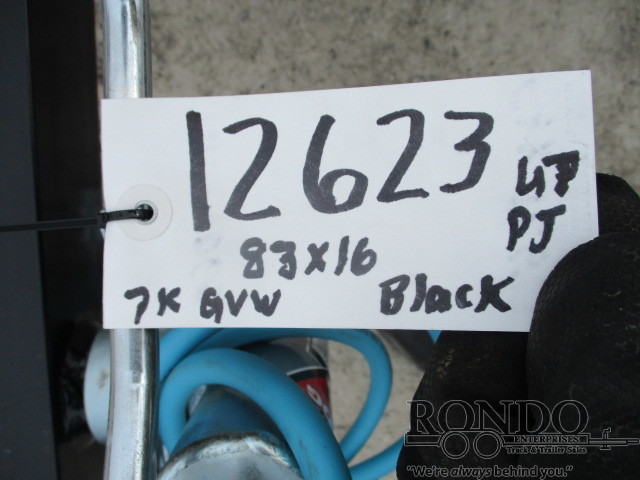 12623
UT
PJ
83x16
7K GVW Black
RONDO
ENTERPRISES
Truck & Trailer Sales
"We're always behind you."